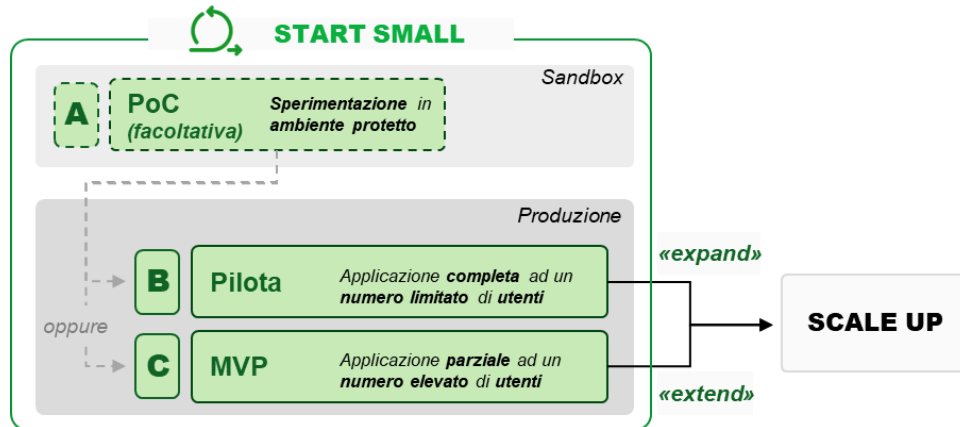 START SMALL
Sandbox
A
PoC
(facoltativa)
Sperimentazione in
ambiente protetto
Produzione
B
Pilota
Applicazione completa ad un
numero limitato di utenti
oppure
C
MVP
Applicazione parziale ad un
numero elevato di utenti
«expand»
SCALE UP
«extend»